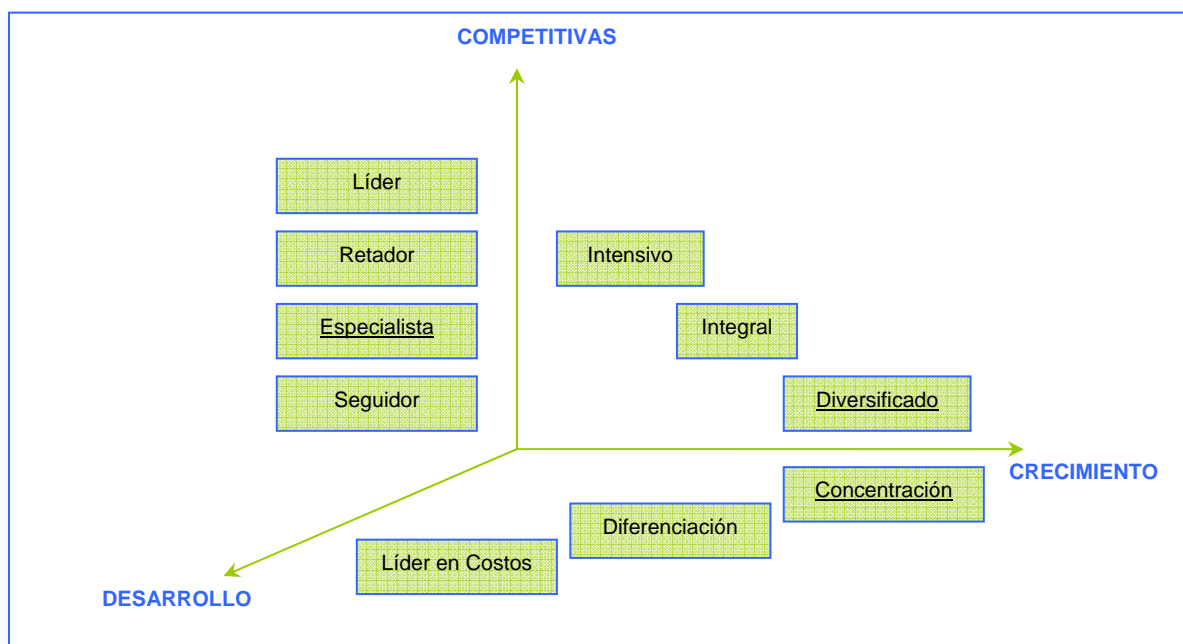 COMPETITIVAS
Líder
Retador
Intensivo
Especialista
Integral
Seguidor
Diversificado
CRECIMIENTO
Concentración
Diferenciación
Líder en Costos
DESARROLLO